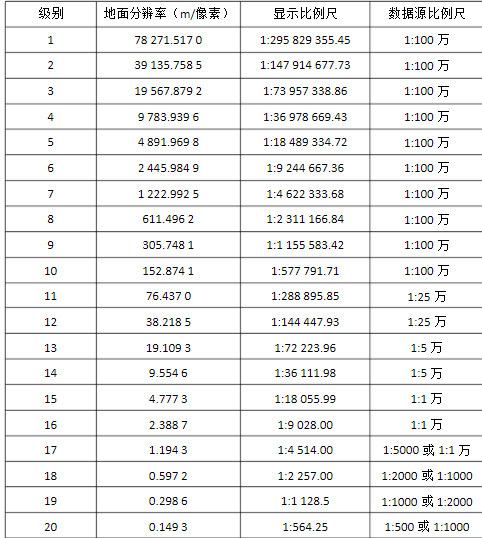 级别 地面分辨率（m/像素） 显示比例尺 数据源比例尺
1 78 271.517 0 1:295 829 355.45 1:100 万
2 39 135.758 5 1:147 914 677.73 1:100 万
3 19 567.879 2 1:73 957 338.86 1:100 万
4 9 783.939 6 1:36 978 669.43 1:100 万
5 4 891.969 8 1:18 489 334.72 1:100 万
6 2 445.984 9 1:9 244 667.36 1:100 万
7 1 222.992 5 1:4 622 333.68 1:100 万
8 611.496 2 1:2 311 166.84 1:100 万
9 305.748 1 1:1 155 583.42 1:100 万
10 152.874 1 1:577 791.71 1:100 万
11 76.437 0 1:288 895.85 1:25 万
12 38.218 5 1:144 447.93 1:25 万
13 19.109 3 1:72 223.96 1:5 万
14 9.554 6 1:36 111.98 1:5 万
15 4.777 3 1:18 055.99 1:1 万
16 2.388 7 1:9 028.00 1:1 万
17 1.194 3 1:4 514.00 1:5000 或 1:1 万
18 0.597 2 1:2 257.00 1:2000 或 1:1000
19 0.298 6 1:1 128.5 1:1000 或 1:2000
20 0.149 3 1:564.25 1:500 或 1:1000